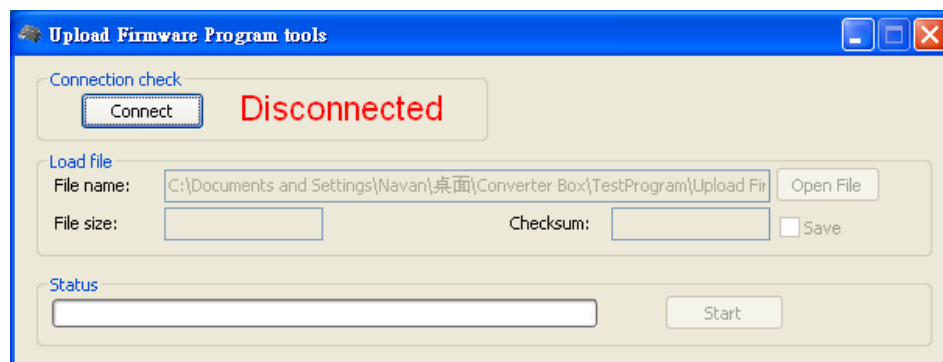 Upload Firmware Program tools
Connection check
Connect Disconnected
Load file
File name: C:\Documents and Settings\Navan\桌面\Converter Box\TestProgram\Upload Fir Open File
File size: Checksum: Save
Status
Start